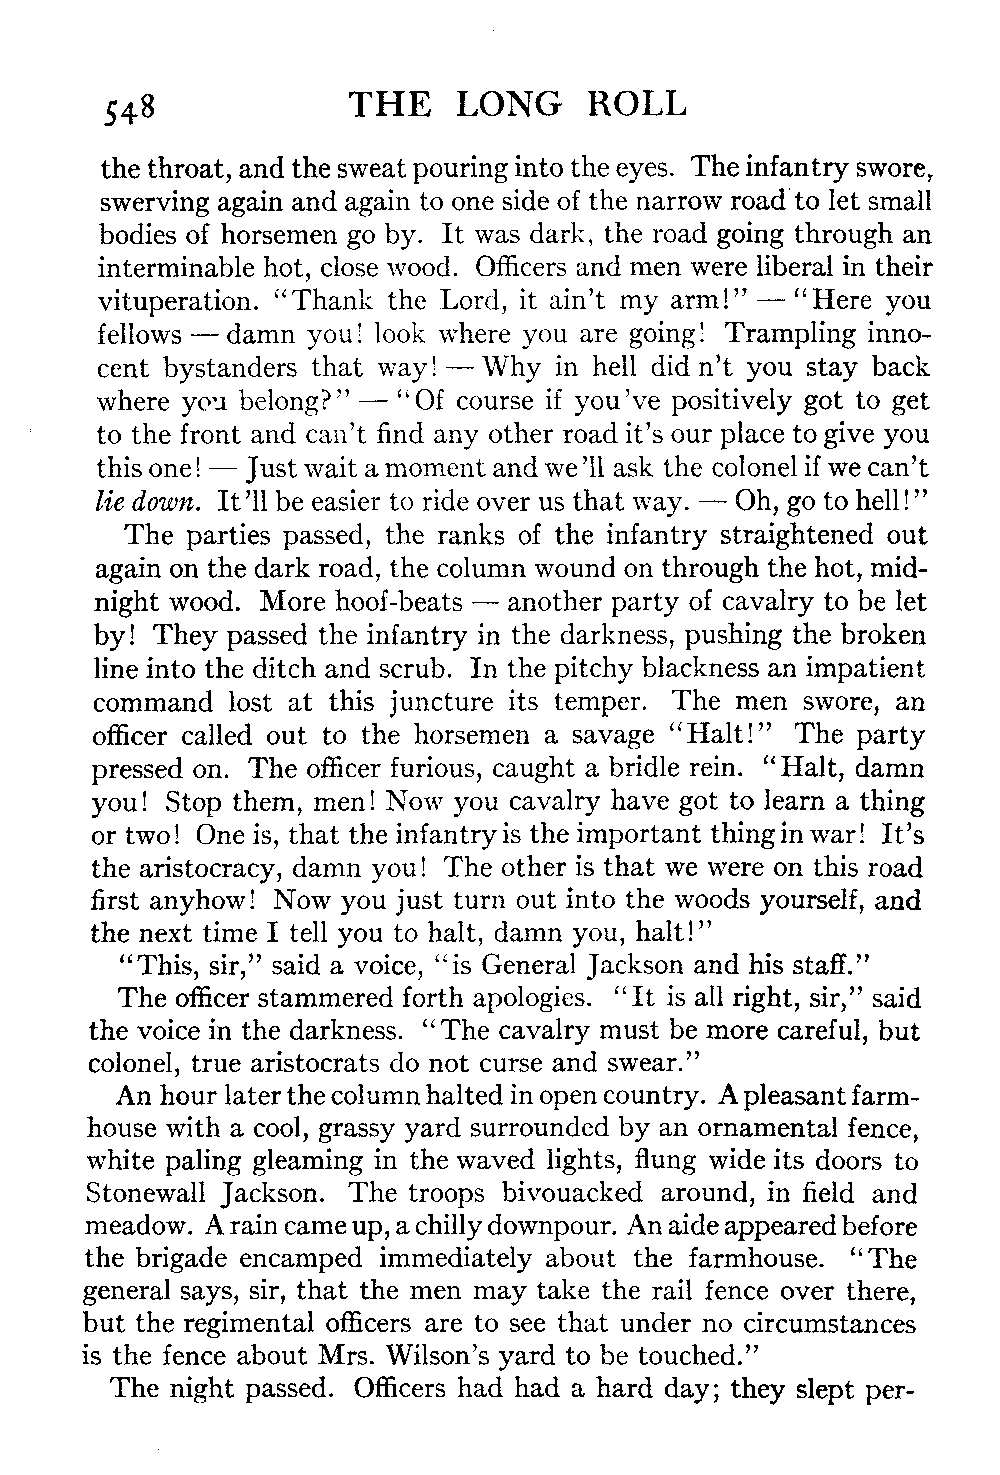 548 THE LONG ROLL
the throat, and the sweat pouring into the eyes. The infantry swore,
swerving again and again to one side of the narrow road to let small
bodies of horsemen go by. It was dark, the road going through an
interminable hot, close wood. Officers and men were liberal in their
vituperation. “Thank the Lord, it ain't my arm!” — “Here you
fellows — damn you! look where you are going! Trampling inno-
cent bystanders that way! — Why in hell did n't you stay back
where you belong?” — “Of course if you've positively got to get
to the front and can't find any other road it's our place to give you
this one! — Just wait a moment and we'll ask the colonel if we can't
lie down. It'll be easier to ride over us that way. — Oh, go to hell!”
The parties passed, the ranks of the infantry straightened out
again on the dark road, the column wound on through the hot, mid-
night wood. More hoof-beats — another party of cavalry to be let
by! They passed the infantry in the darkness, pushing the broken
line into the ditch and scrub. In the pitchy blackness an impatient
command lost at this juncture its temper. The men swore, an
officer called out to the horsemen a savage “Halt!” The party
pressed on. The officer furious, caught a bridle rein. “Halt, damn
you! Stop them, men! Now you cavalry have got to learn a thing
or two! One is, that the infantry is the important thing in war! It's
the aristocracy, damn you! The other is that we were on this road
first anyhow! Now you just turn out into the woods yourself, and
the next time I tell you to halt, damn you, halt!”
“This, sir,” said a voice, “is General Jackson and his staff.”
The officer stammered forth apologies. “It is all right, sir,” said
the voice in the darkness. “The cavalry must be more careful, but
colonel, true aristocrats do not curse and swear.”
An hour later the column halted in open country. A pleasant farm-
house with a cool, grassy yard surrounded by an ornamental fence,
white paling gleaming in the waved lights, flung wide its doors to
Stonewall Jackson. The troops bivouacked around, in field and
meadow. A rain came up, a chilly downpour. An aide appeared before
the brigade encamped immediately about the farmhouse. “The
general says, sir, that the men may take the rail fence over there,
but the regimental officers are to see that under no circumstances
is the fence about Mrs. Wilson's yard to be touched.”
The night passed. Officers had had a hard day; they slept per-